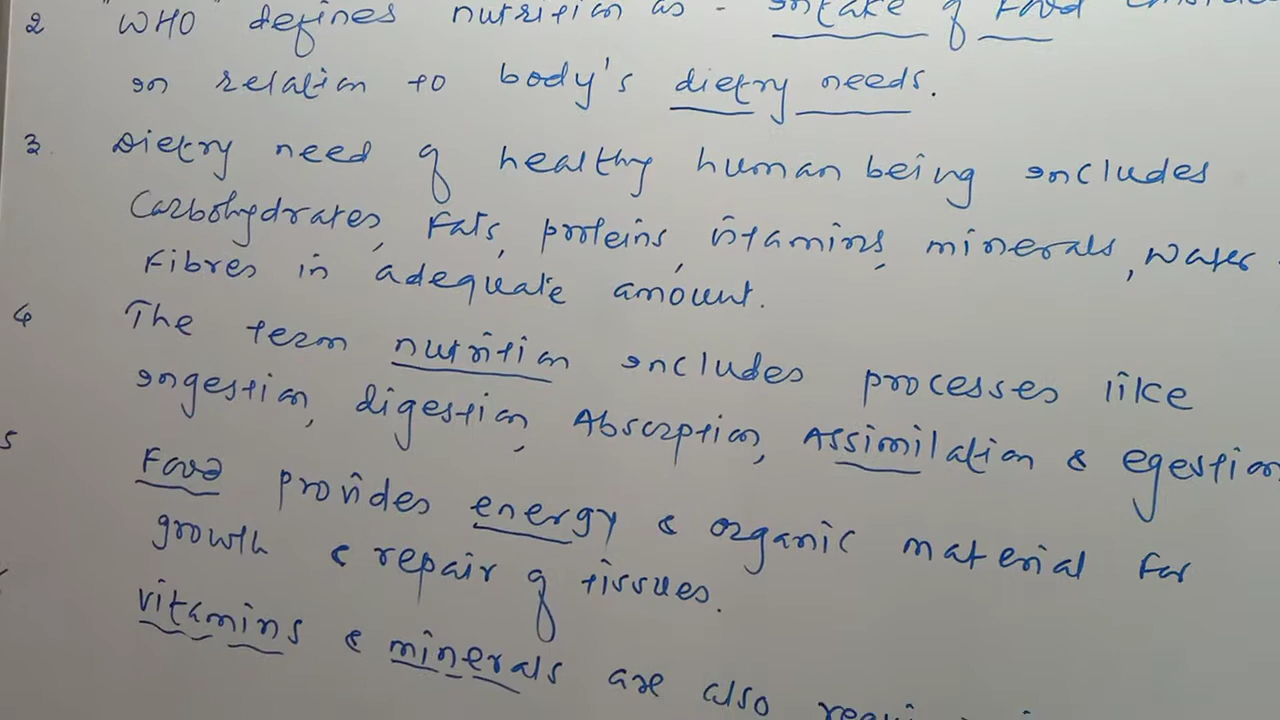 2 "WHO" defines nutrition as - intake of Food
in relation to body's dietry needs.
3. Dietry need of healthy human being includes
Carbohydrates, Fats, proteins, vitamins, minerals, water
Fibres in adequate amount.
4 The term nutrition includes processes like
ingestion, digestion, Absorption, Assimilation & egestion
5 Food provides energy & organic material for
growth & repair of tissues.
vitamins & minerals are also